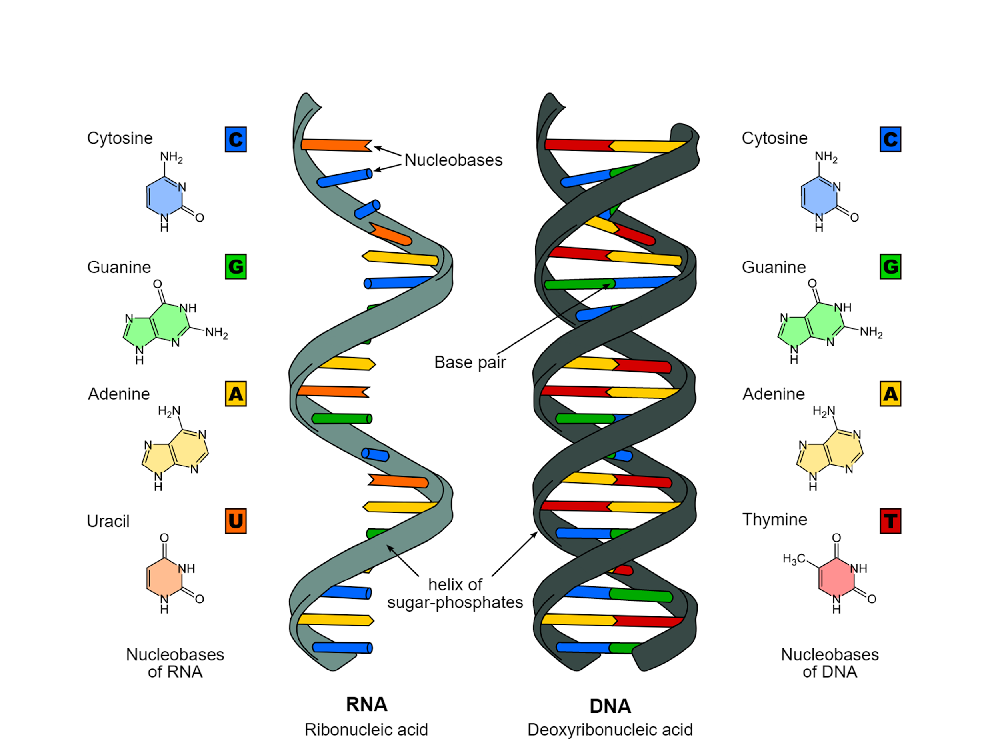 Cytosine
C
NH2
N
N
H
O
Guanine
G
O
NH
N
NH2
N
N
H
Adenine
A
H2N
N
N
N
N
H
Uracil
U
O
NH
N
H
O
Nucleobases
of RNA
Nucleobases
Base pair
helix of
sugar-phosphates
RNA
Ribonucleic acid
DNA
Deoxyribonucleic acid
Cytosine
C
NH2
N
N
H
O
Guanine
G
O
NH
N
NH2
N
N
H
Adenine
A
H2N
N
N
N
N
H
Thymine
T
O
H3C
NH
N
H
O
Nucleobases
of DNA